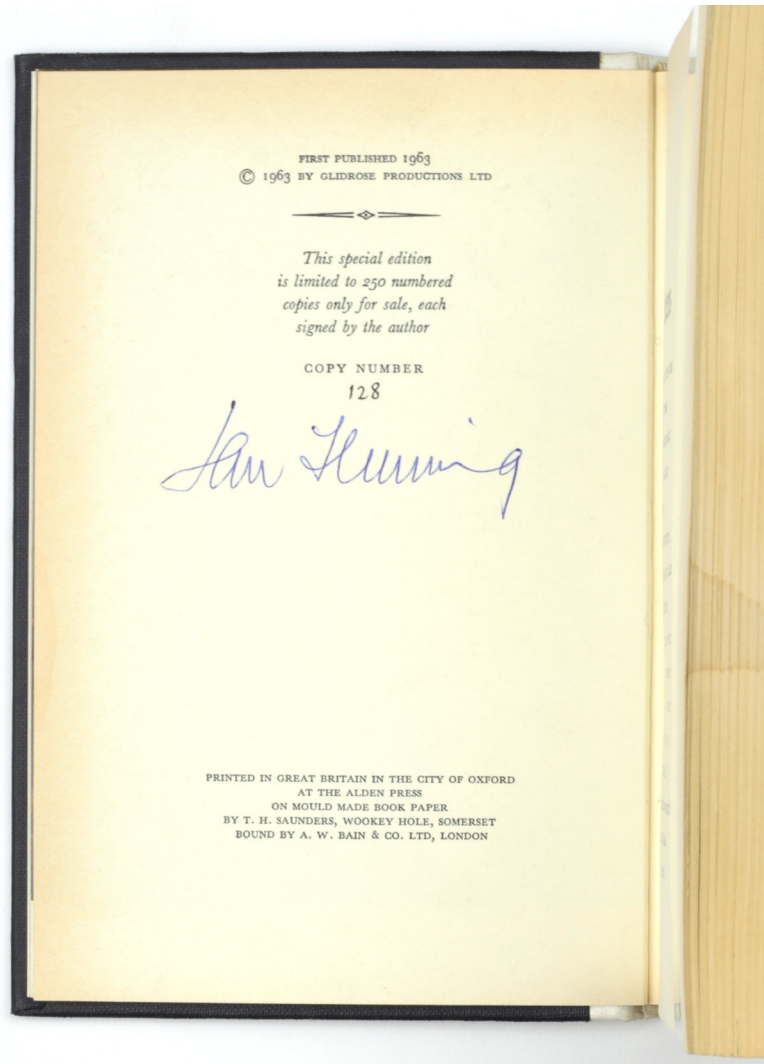 FIRST PUBLISHED 1963
© 1963 BY GLIDROSE PRODUCTIONS LTD
This special edition
is limited to 250 numbered
copies only for sale, each
signed by the author
COPY NUMBER
128
Ian Fleming
PRINTED IN GREAT BRITAIN IN THE CITY OF OXFORD
AT THE ALDEN PRESS
ON MOULD MADE BOOK PAPER
BY T. H. SAUNDERS, WOOKEY HOLE, SOMERSET
BOUND BY A. W. BAIN & CO. LTD, LONDON